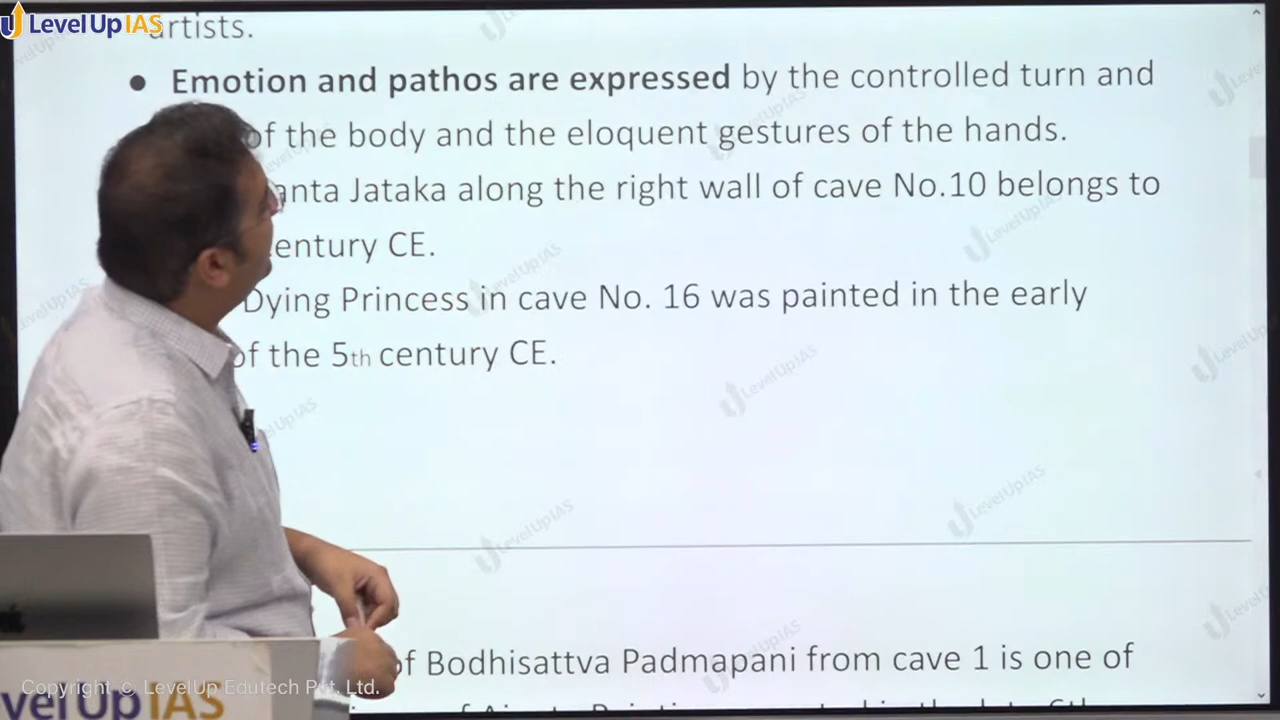 LevelUp IAS
artists.
● Emotion and pathos are expressed by the controlled turn and
of the body and the eloquent gestures of the hands.
anta Jataka along the right wall of cave No.10 belongs to
entury CE.
Dying Princess in cave No. 16 was painted in the early
of the 5th century CE.
of Bodhisattva Padmapani from cave 1 is one of
Copyright © LevelUp Edutech Pvt. Ltd.
velUp IAS